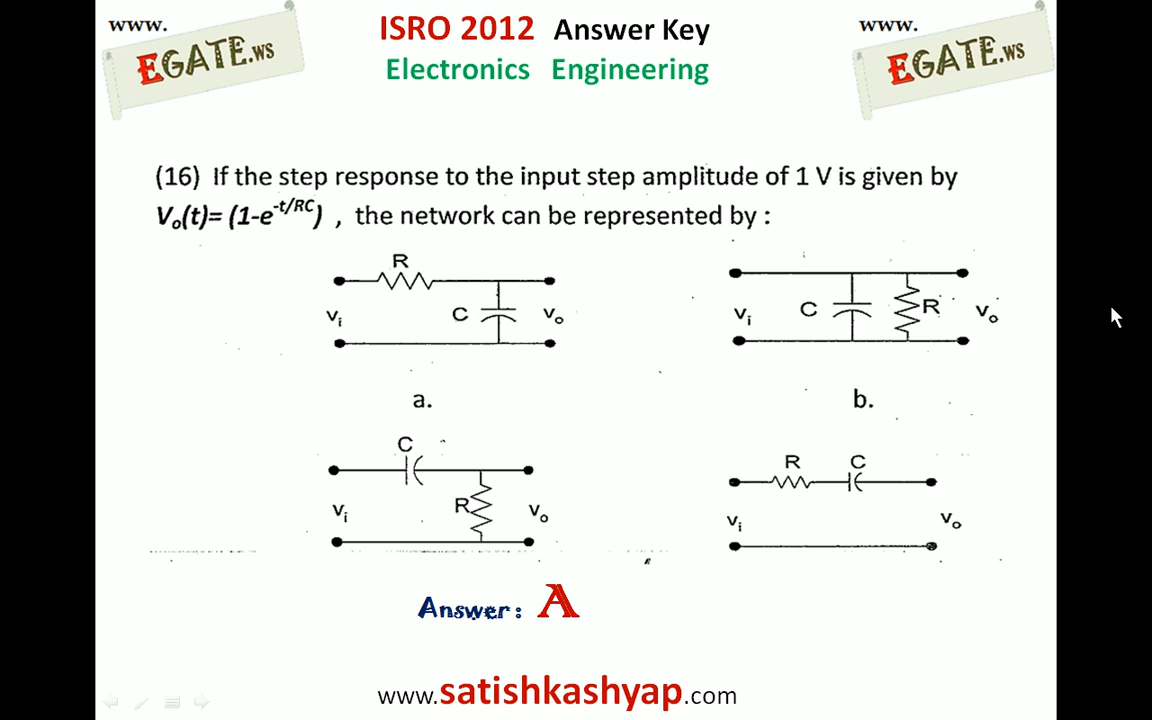 www.
EGATE.ws
ISRO 2012 Answer Key
Electronics Engineering
www.
EGATE.ws
(16) If the step response to the input step amplitude of 1 V is given by
Vₒ(t)= (1-e^-t/RC) , the network can be represented by :
R
Vᵢ C Vₒ
a.
Vᵢ C R Vₒ
b.
C
Vᵢ R Vₒ
R C
Vᵢ Vₒ
Answer: A
www.satishkashyap.com